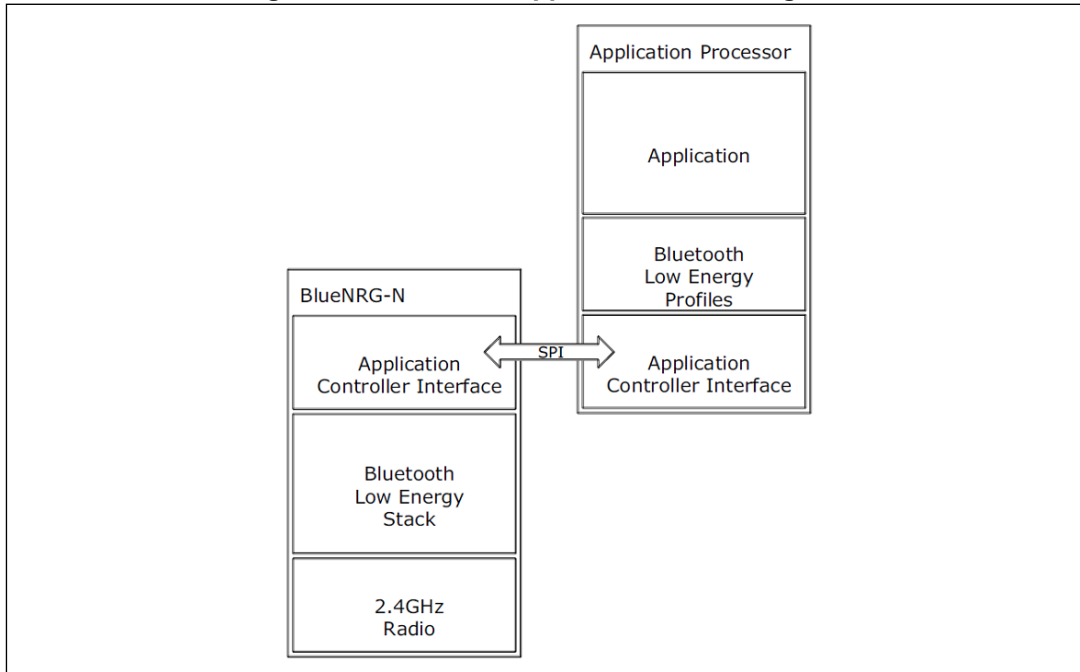 Application Processor
Application
Bluetooth
Low Energy
Profiles
Application
Controller Interface
SPI
BlueNRG-N
Application
Controller Interface
Bluetooth
Low Energy
Stack
2.4GHz
Radio